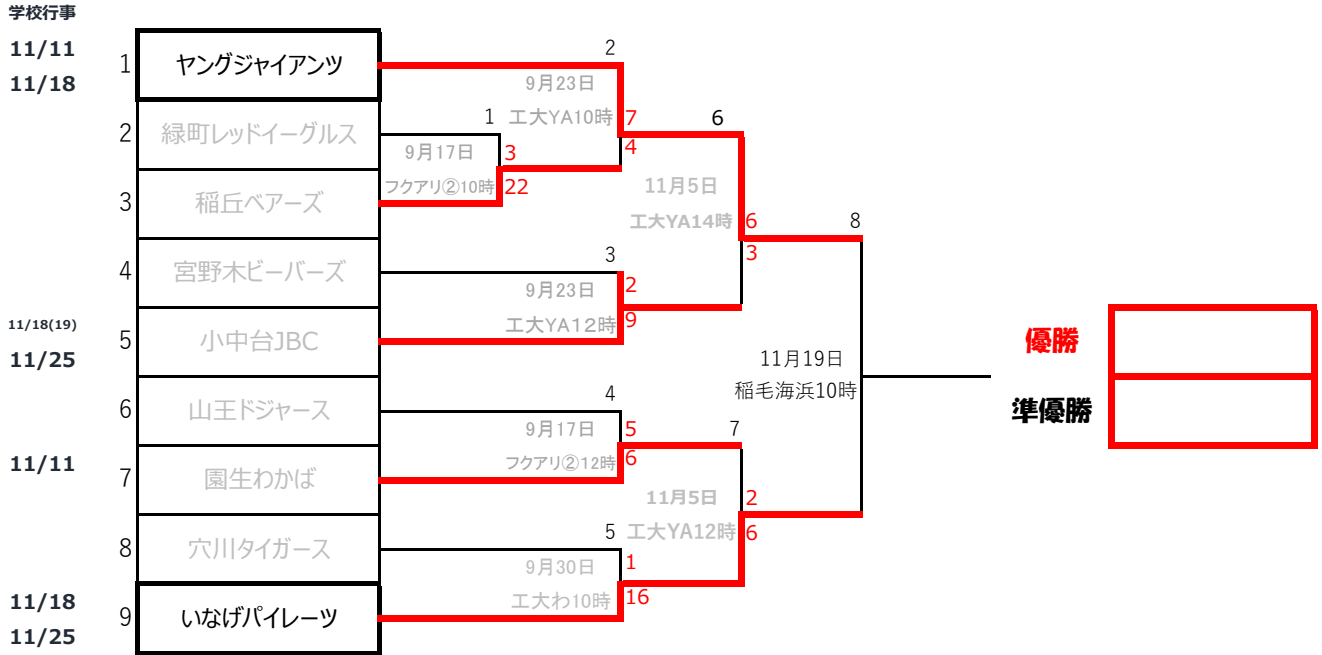 学校行事
11/11
11/18
1
ヤングジャイアンツ
2
9月23日
工大YA10時
7
4
2
緑町レッドイーグルス
1
9月17日
フクアリ②10時
3
22
3
稲丘ベアーズ
6
11月5日
工大YA14時
6
3
4
宮野木ビーバーズ
3
9月23日
工大YA12時
2
9
11/18(19)
11/25
5
小中台JBC
8
11月19日
稲毛海浜10時
優勝
準優勝
6
山王ドジャース
4
9月17日
フクアリ②12時
5
6
11/11
7
園生わかば
7
11月5日
工大YA12時
2
6
8
穴川タイガース
5
9月30日
工大わ10時
1
16
11/18
11/25
9
いなげパイレーツ